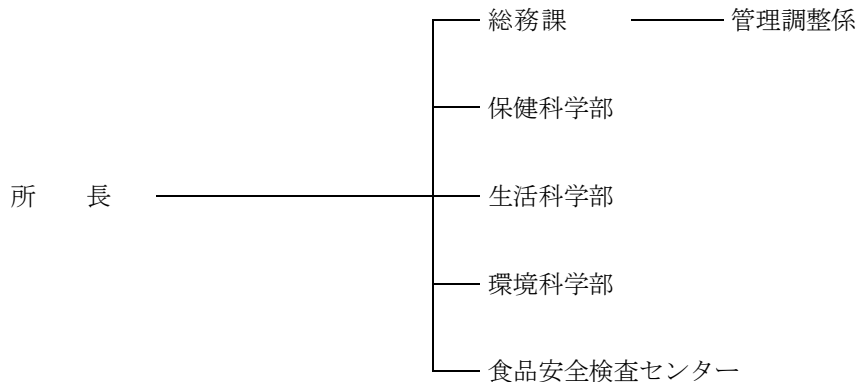 総務課 管理調整係
保健科学部
所長 生活科学部
環境科学部
食品安全検査センター